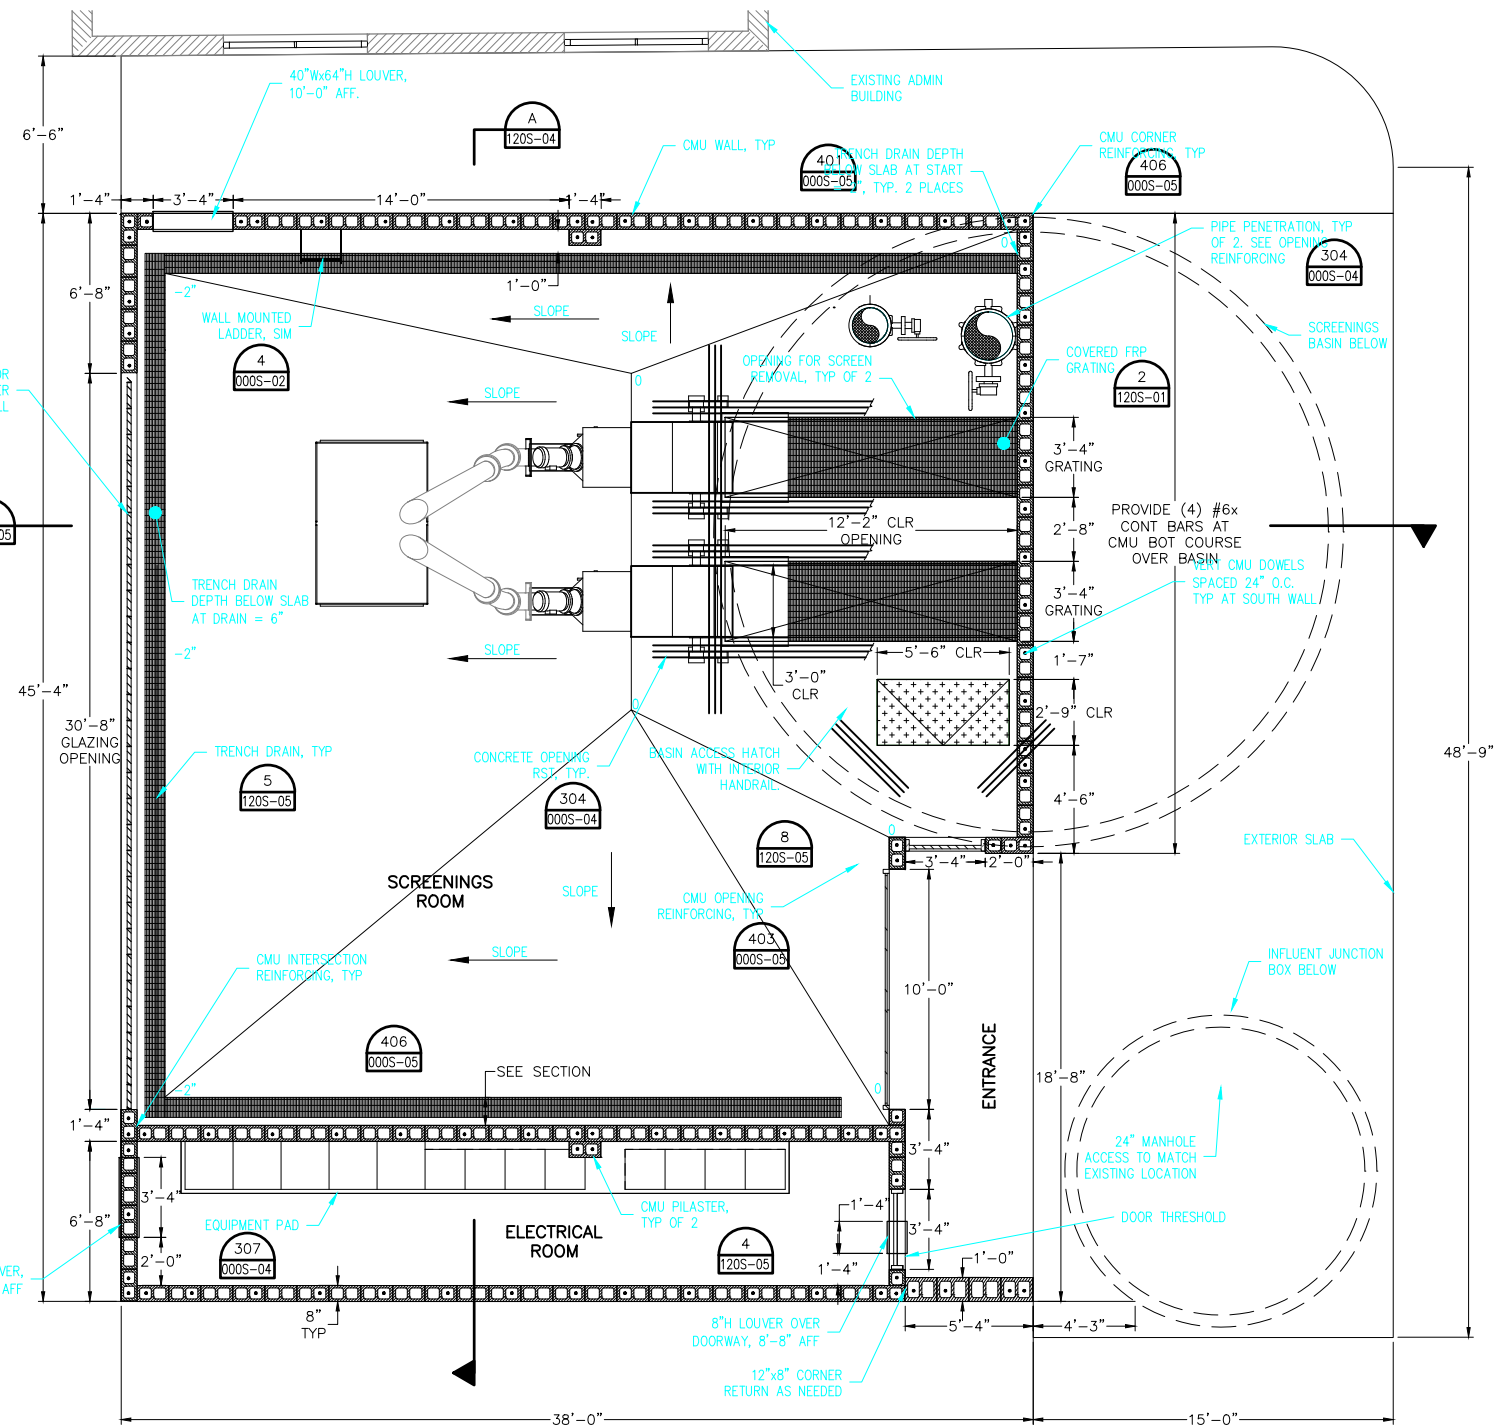 40"Wx64"H LOUVER,
10'-0" AFF.
EXISTING ADMIN
BUILDING
6'-6"
A
120S-04
CMU WALL, TYP
401
000S-05
TRENCH DRAIN DEPTH
BELOW SLAB AT START
= 2", TYP. 2 PLACES
CMU CORNER
REINFORCING, TYP
406
000S-05
1'-4"
3'-4"
14'-0"
1'-4"
PIPE PENETRATION, TYP
OF 2. SEE OPENING
REINFORCING
304
000S-04
0
6'-8"
-2"
1'-0"
WALL MOUNTED
LADDER, SIM
SLOPE
SLOPE
SCREENINGS
BASIN BELOW
4
000S-02
OPENING FOR SCREEN
REMOVAL, TYP OF 2
COVERED FRP
GRATING
2
120S-01
0
SLOPE
3'-4"
GRATING
12'-2" CLR
OPENING
2'-8"
PROVIDE (4) #6x
CONT BARS AT
CMU BOT COURSE
OVER BASIN
VERT CMU DOWELS
SPACED 24" O.C.
TYP AT SOUTH WALL
TRENCH DRAIN
DEPTH BELOW SLAB
AT DRAIN = 6"
3'-4"
GRATING
-2"
SLOPE
5'-6" CLR
1'-7"
3'-0"
CLR
45'-4"
0
2'-9" CLR
30'-8"
GLAZING
OPENING
TRENCH DRAIN, TYP
CONCRETE OPENING
RST, TYP.
BASIN ACCESS HATCH
WITH INTERIOR
HANDRAIL.
48'-9"
5
120S-05
304
000S-04
4'-6"
8
120S-05
0
EXTERIOR SLAB
3'-4"
2'-0"
SCREENINGS
ROOM
SLOPE
CMU OPENING
REINFORCING, TYP
403
000S-05
SLOPE
CMU INTERSECTION
REINFORCING, TYP
INFLUENT JUNCTION
BOX BELOW
10'-0"
406
000S-05
SEE SECTION
ENTRANCE
18'-8"
-2"
0
1'-4"
3'-4"
24" MANHOLE
ACCESS TO MATCH
EXISTING LOCATION
3'-4"
6'-8"
EQUIPMENT PAD
CMU PILASTER,
TYP OF 2
1'-4"
3'-4"
DOOR THRESHOLD
ELECTRICAL
ROOM
307
000S-04
2'-0"
4
120S-05
1'-4"
1'-0"
AFF
8"
TYP
8"H LOUVER OVER
DOORWAY, 8'-8" AFF
5'-4"
4'-3"
12"x8" CORNER
RETURN AS NEEDED
38'-0"
15'-0"